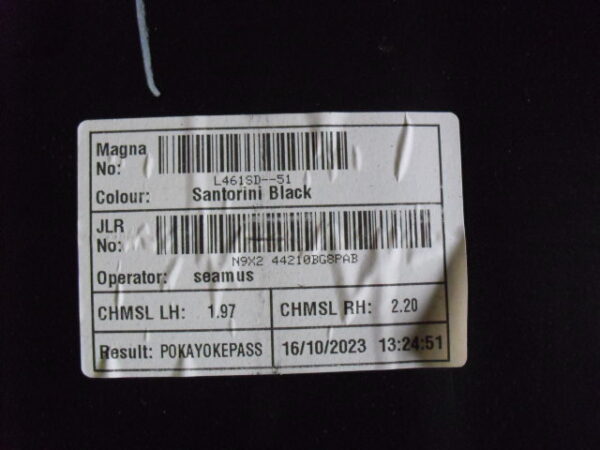 Magna No:
L461SD--51
Colour: Santorini Black
JLR No:
N9X2 44210BG8PAB
Operator: seamus
CHMSL LH: 1.97
CHMSL RH: 2.20
Result: POKAYOKEPASS
16/10/2023 13:24:51